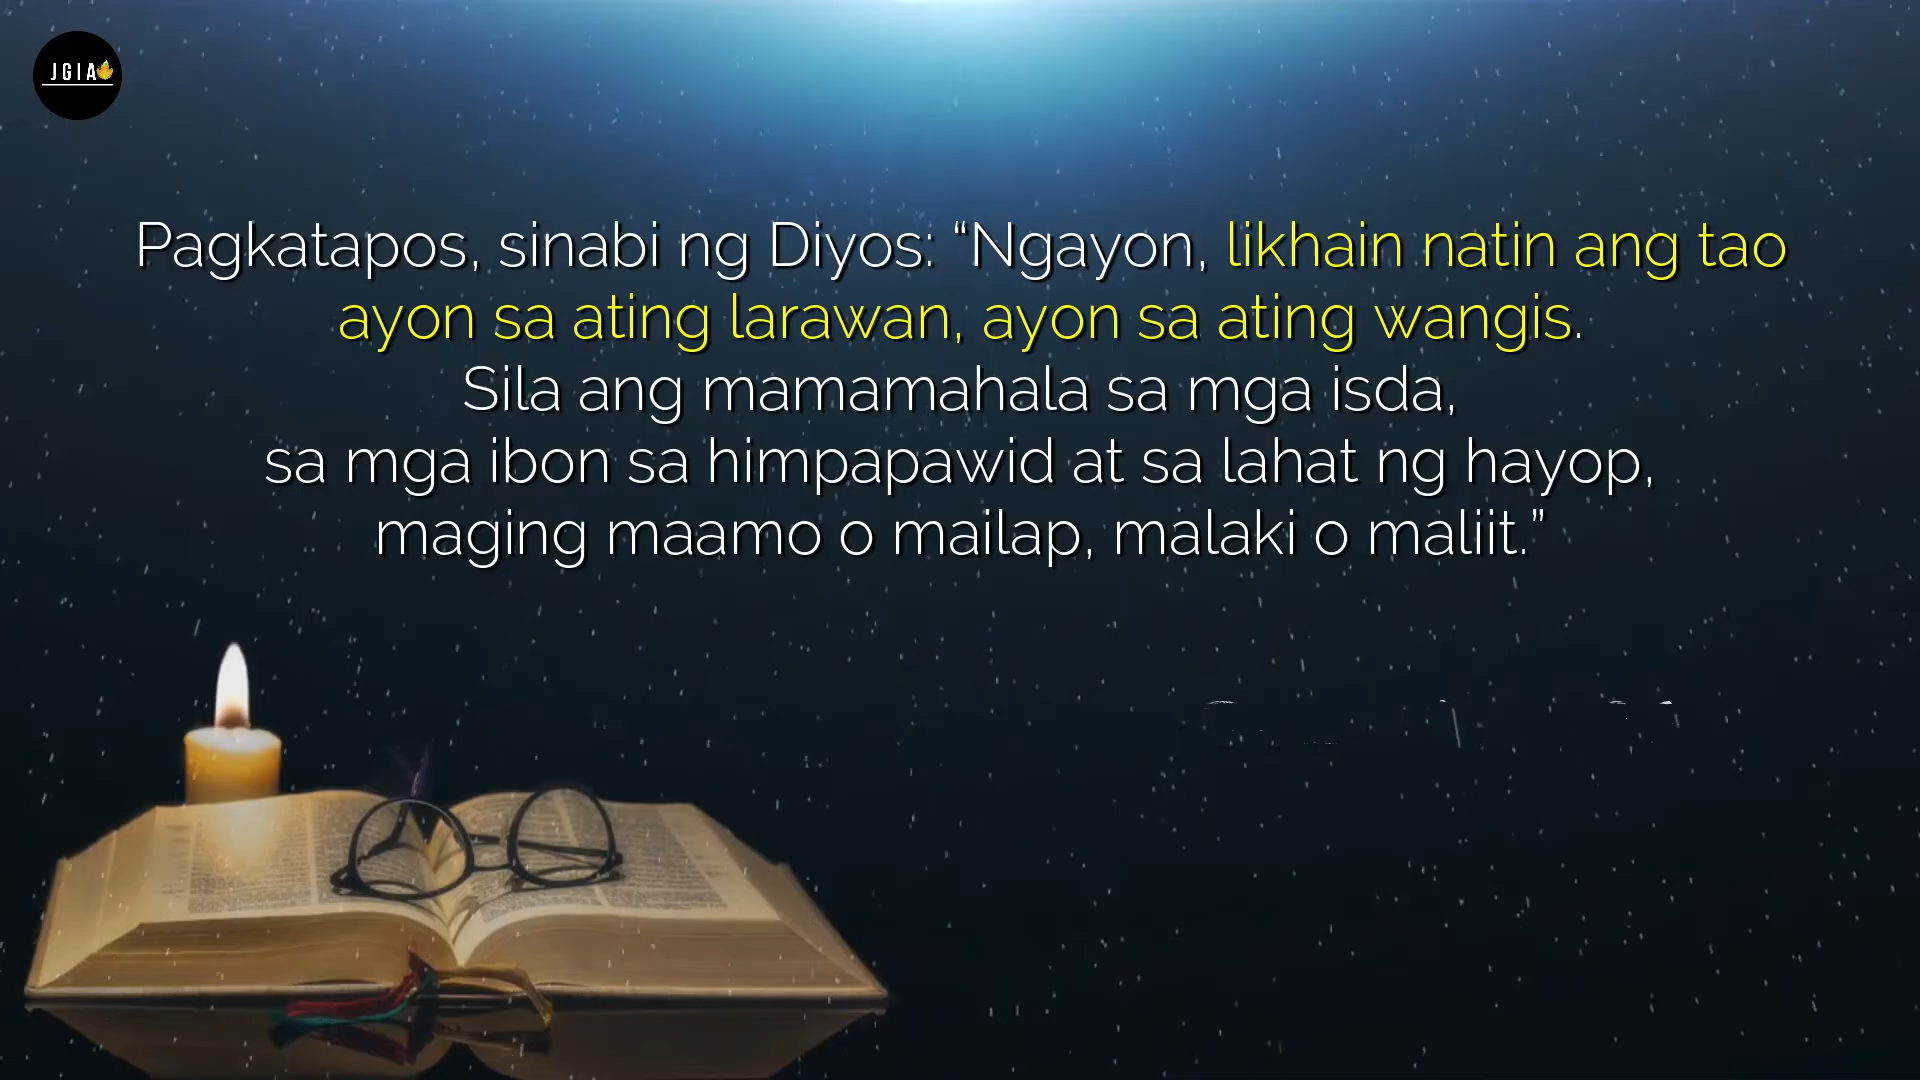 JGIA
Pagkatapos, sinabi ng Diyos: “Ngayon, likhain natin ang tao
ayon sa ating larawan, ayon sa ating wangis.
Sila ang mamamahala sa mga isda,
sa mga ibon sa himpapawid at sa lahat ng hayop,
maging maamo o mailap, malaki o maliit.”